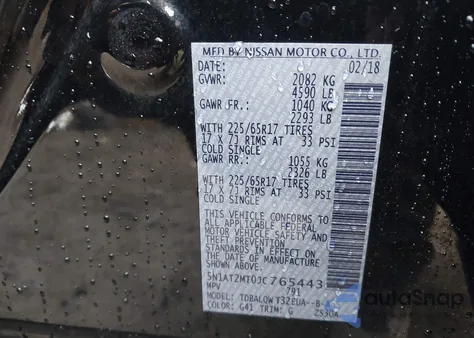 MFD BY NISSAN MOTOR CO., LTD.
DATE: 02/18
GVWR: 2082 KG
4590 LB
GAWR FR.: 1040 KG
2293 LB
WITH 225/65R17 TIRES
17 X 7J RIMS AT 33 PSI
COLD SINGLE
GAWR RR.: 1055 KG
2326 LB
WITH 225/65R17 TIRES
17 X 7J RIMS AT 33 PSI
COLD SINGLE
THIS VEHICLE CONFORMS TO
ALL APPLICABLE FEDERAL
MOTOR VEHICLE SAFETY AND
THEFT PREVENTION
STANDARDS IN EFFECT ON
THE DATE OF MANUFACTURE
SHOWN ABOVE.
5N1AT2MT0JC765443
791
MODEL:
COLOR: G41 TRIM: G
AutoSnap